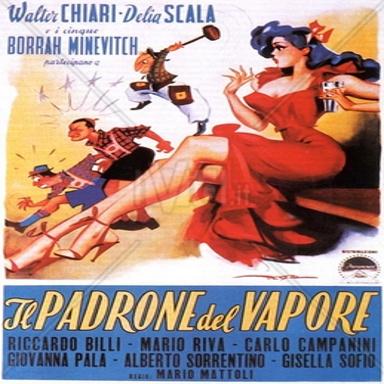 Walter CHIARI - Delia SCALA
e i cinque
BORRAH MINEVITCH
partecipano a
IL PADRONE del VAPORE
RICCARDO BILLI - MARIO RIVA - CARLO CAMPANINI
GIOVANNA PALA - ALBERTO SORRENTINO - GISELLA SOFIO
REGIA: MARIO MATTOLI